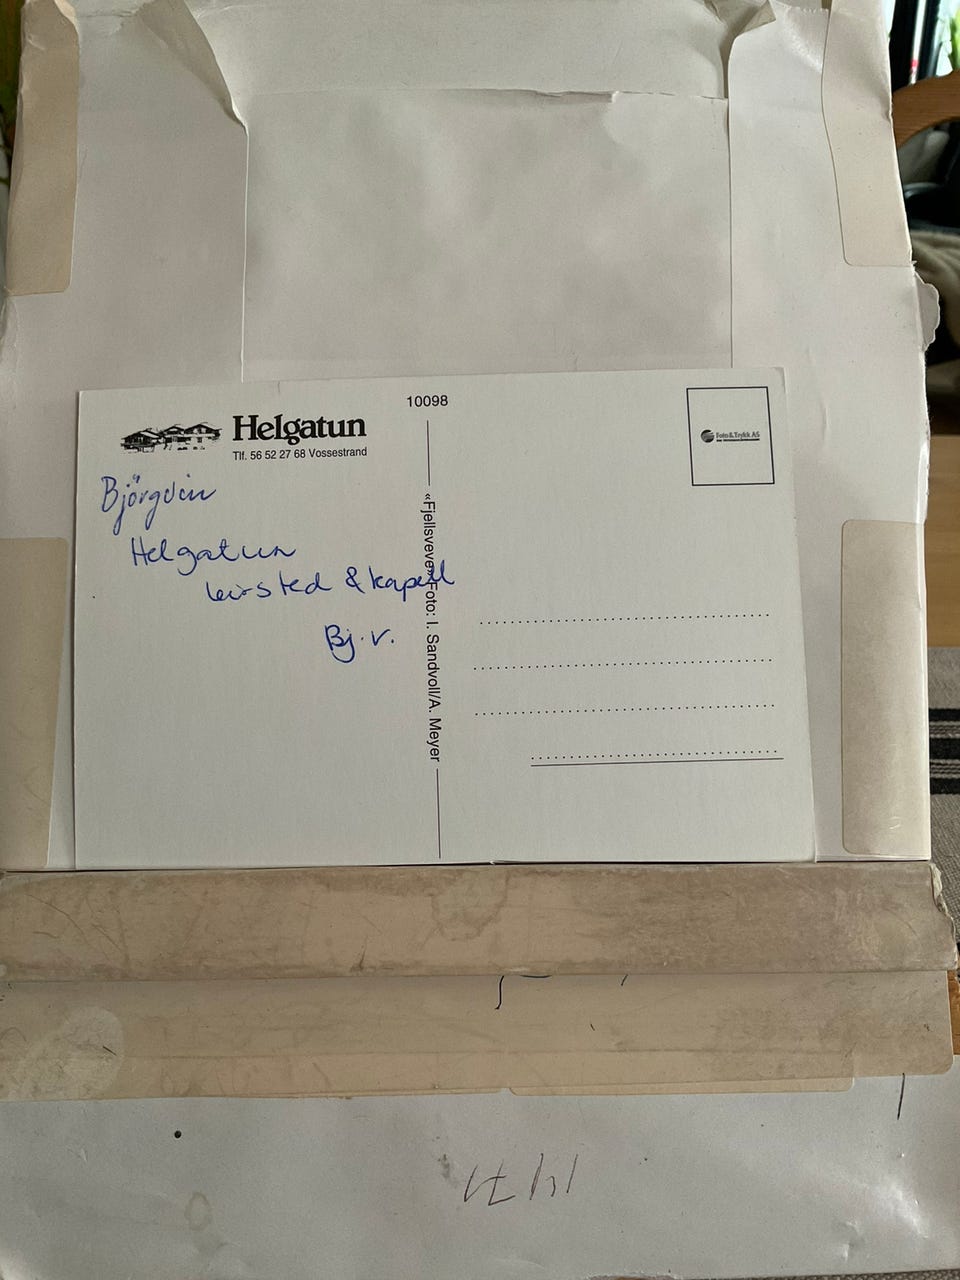 Helgatun
Tlf. 56 52 27 68 Vossestrand
10098
Foto & Trykk AS
Björgvin
Helgatun
leirsted & kapell
Bj.v.
«Fjellsveve» Foto: I. Sandvoll/A. Meyer